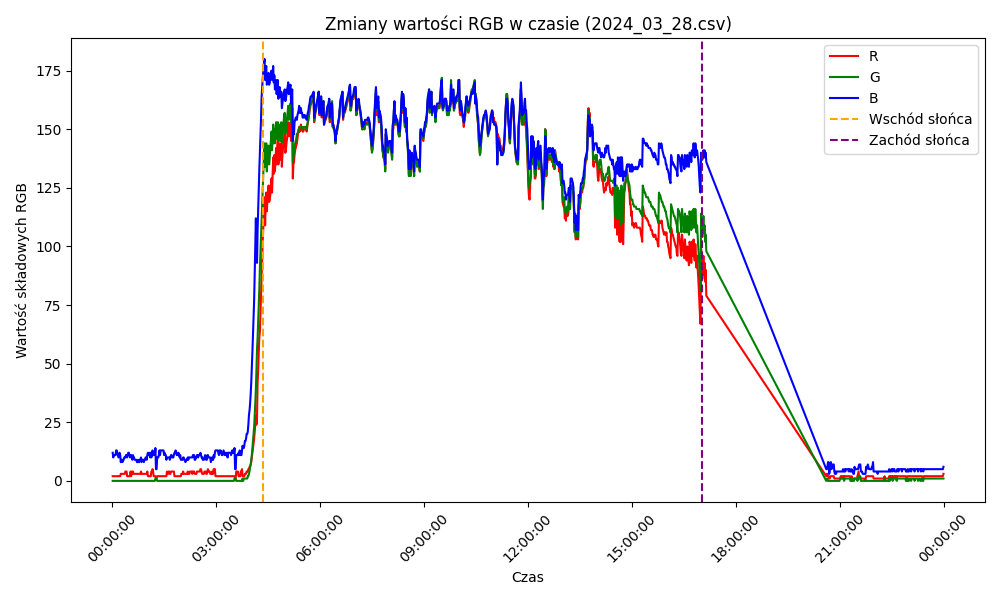 Zmiany wartości RGB w czasie (2024_03_28.csv)
R
G
B
Wschód słońca
Zachód słońca
Wartość składowych RGB
175
150
125
100
75
50
25
0
00:00:00
03:00:00
06:00:00
09:00:00
12:00:00
15:00:00
18:00:00
21:00:00
00:00:00
Czas